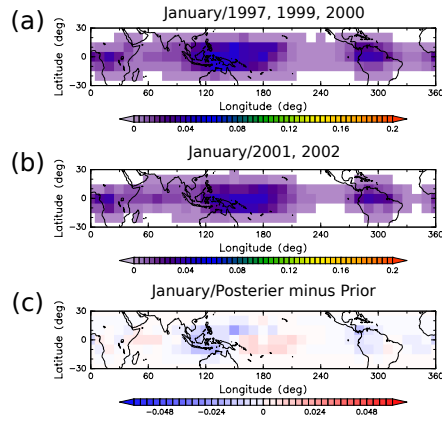 (a)
January/1997, 1999, 2000
30
0
−30
Latitude (deg)
0 60 120 180 240 300 360
Longitude (deg)
0 0.04 0.08 0.12 0.16 0.2
(b)
January/2001, 2002
30
0
−30
Latitude (deg)
0 60 120 180 240 300 360
Longitude (deg)
0 0.04 0.08 0.12 0.16 0.2
(c)
January/Posterier minus Prior
30
0
−30
Latitude (deg)
0 60 120 180 240 300 360
Longitude (deg)
−0.048 −0.024 0 0.024 0.048